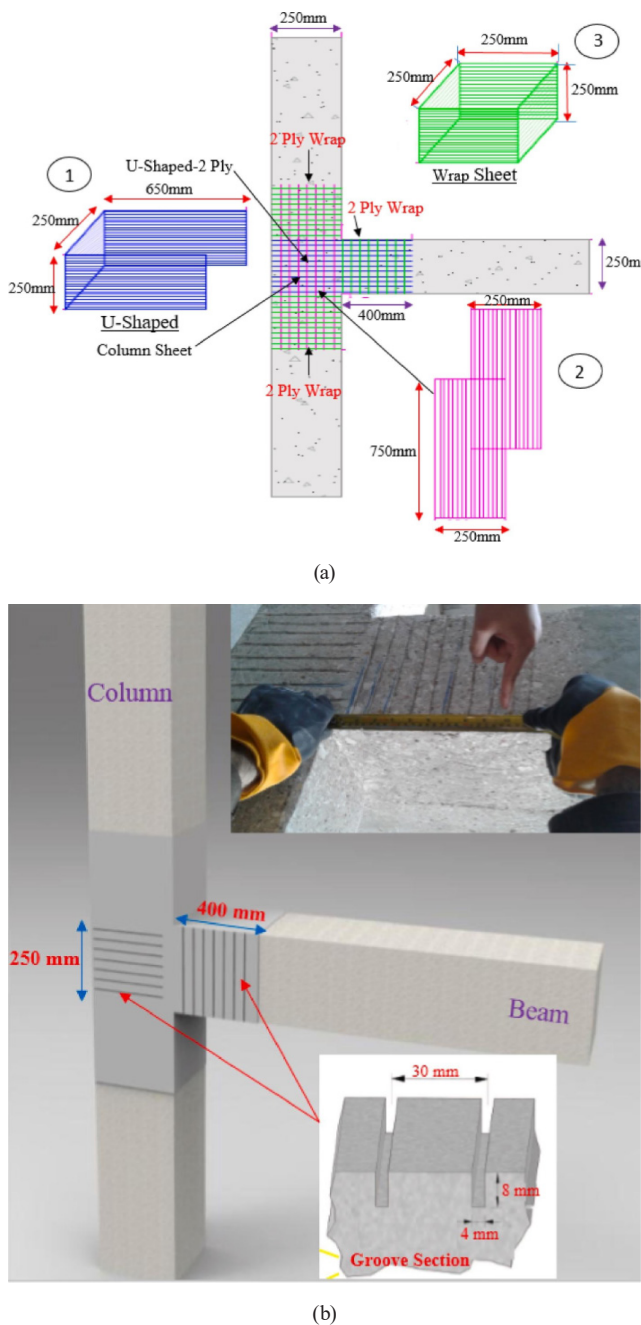 250mm
3
250mm
250mm
250mm
Wrap Sheet
2 Ply Wrap
U-Shaped-2 Ply
1
650mm
250mm
250mm
U-Shaped
Column Sheet
2 Ply Wrap
250m
400mm
250mm
2 Ply Wrap
2
750mm
250mm
(a)
Column
400 mm
250 mm
Beam
30 mm
8 mm
4 mm
Groove Section
(b)